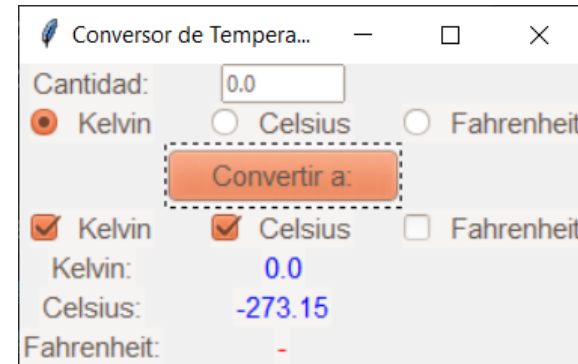 Conversor de Tempera...
Cantidad: 0.0
Kelvin Celsius Fahrenheit
Convertir a:
Kelvin Celsius Fahrenheit
Kelvin: 0.0
Celsius: -273.15
Fahrenheit: -